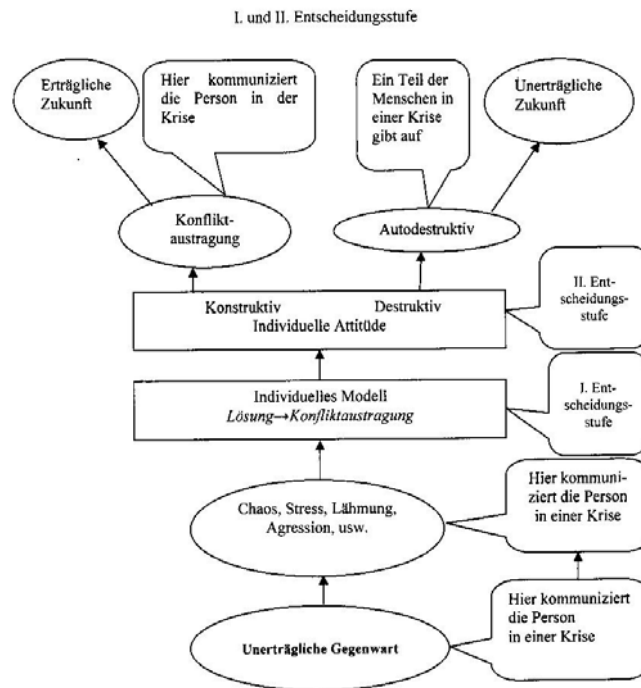 I. und II. Entscheidungsstufe
Erträgliche
Zukunft
Hier kommuniziert
die Person in der
Krise
Ein Teil der
Menschen in
einer Krise
gibt auf
Unerträgliche
Zukunft
Konflikt-
austragung
Autodestruktiv
Konstruktiv Destruktiv
Individuelle Attitüde
II. Ent-
scheidungs-
stufe
Individuelles Modell
Lösung→Konfliktaustragung
I. Ent-
scheidungs-
stufe
Chaos, Stress, Lähmung,
Agression, usw.
Hier kommuni-
ziert die Person
in einer Krise
Unerträgliche Gegenwart
Hier kommuniziert
die Person
in einer Krise